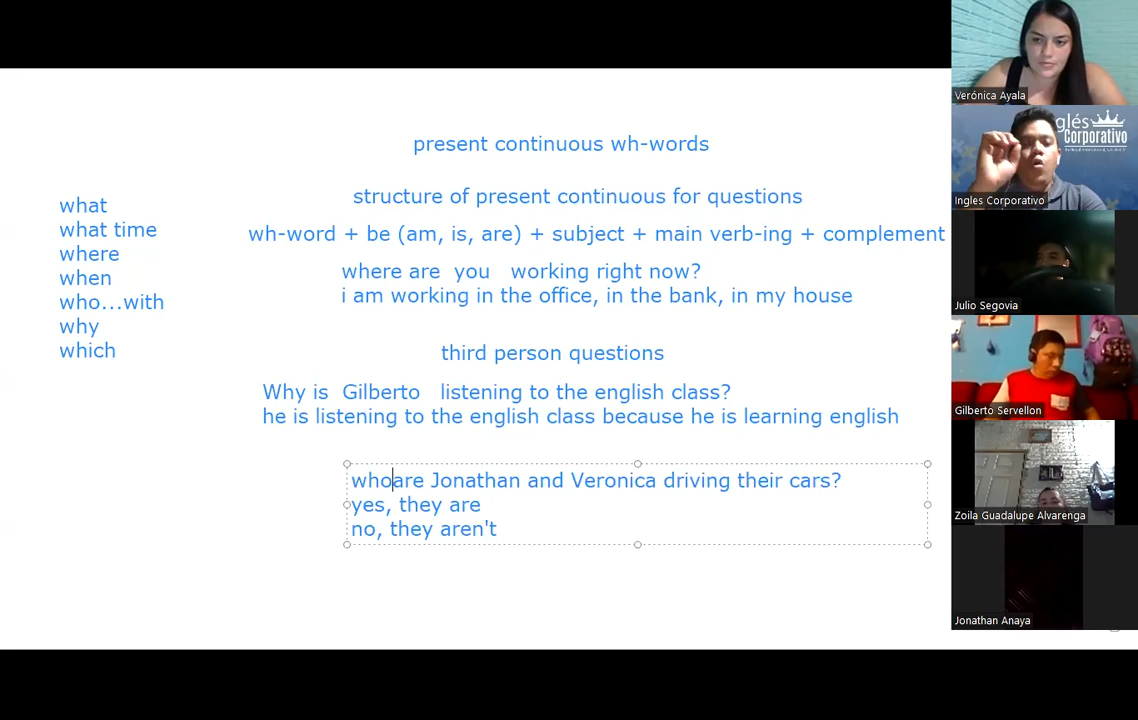 present continuous wh-words
structure of present continuous for questions
wh-word + be (am, is, are) + subject + main verb-ing + complement
what
what time
where
when
who...with
why
which
where are  you   working right now?
i am working in the office, in the bank, in my house
third person questions
Why is  Gilberto   listening to the english class?
he is listening to the english class because he is learning english
whoare Jonathan and Veronica driving their cars?
yes, they are
no, they aren't
Verónica Ayala
glés
Corporativo
Ingles Corporativo
Julio Segovia
Gilberto Servellon
Zoila Guadalupe Alvarenga
Jonathan Anaya